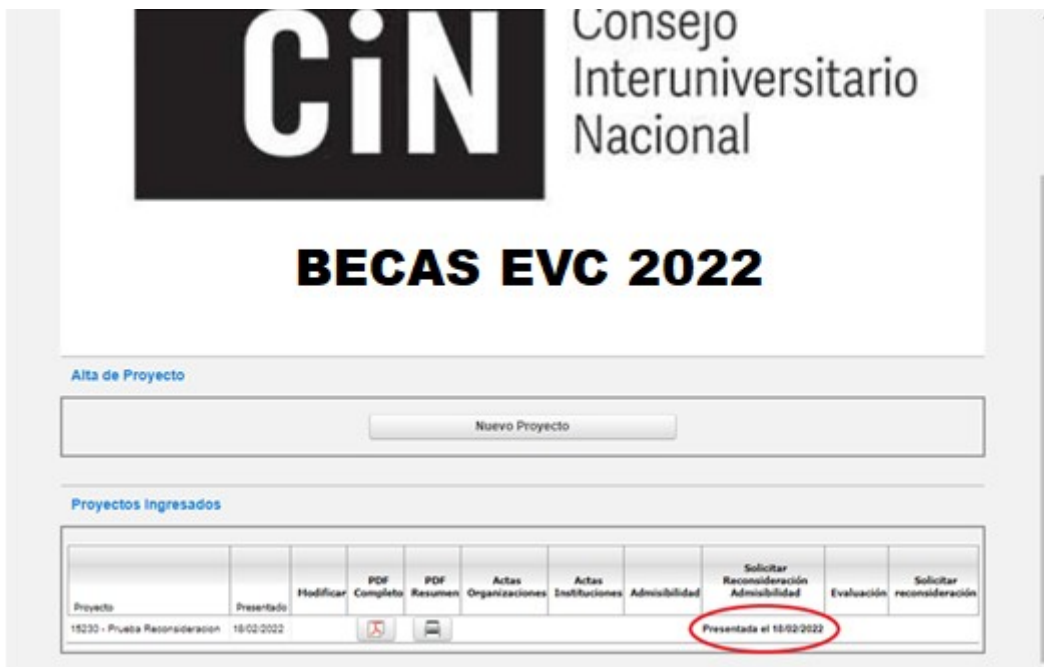 CiN
Consejo
Interuniversitario
Nacional
BECAS EVC 2022
Alta de Proyecto
Nuevo Proyecto
Proyectos Ingresados
Proyecto
Presentado
Modificar
PDF
Completo
PDF
Resumen
Actas
Organizaciones
Actas
Instituciones
Admisibilidad
Solicitar
Reconsideración
Admisibilidad
Evaluación
Solicitar
reconsideración
15230 - Prueba Reconsideracion
18/02/2022
Presentada el 18/02/2022